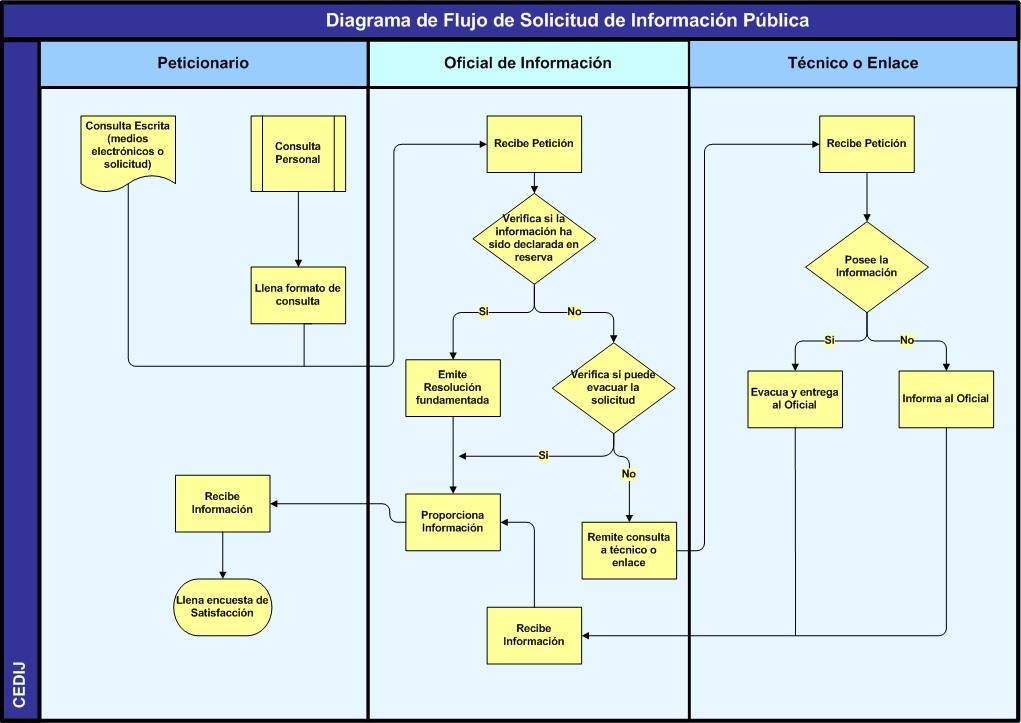 Diagrama de Flujo de Solicitud de Información Pública
Peticionario
Oficial de Información
Técnico o Enlace
Consulta Escrita
(medios
electrónicos o
solicitud)
Consulta
Personal
Llena formato de
consulta
Recibe Petición
Verifica si la
información ha
sido declarada en
reserva
Si
No
Emite
Resolución
fundamentada
Verifica si puede
evacuar la
solicitud
Si
No
Proporciona
Información
Remite consulta
a técnico o
enlace
Recibe
Información
Recibe
Información
Llena encuesta de
Satisfacción
Recibe Petición
Posee la
Información
Si
No
Evacua y entrega
al Oficial
Informa al Oficial
CEDIJ